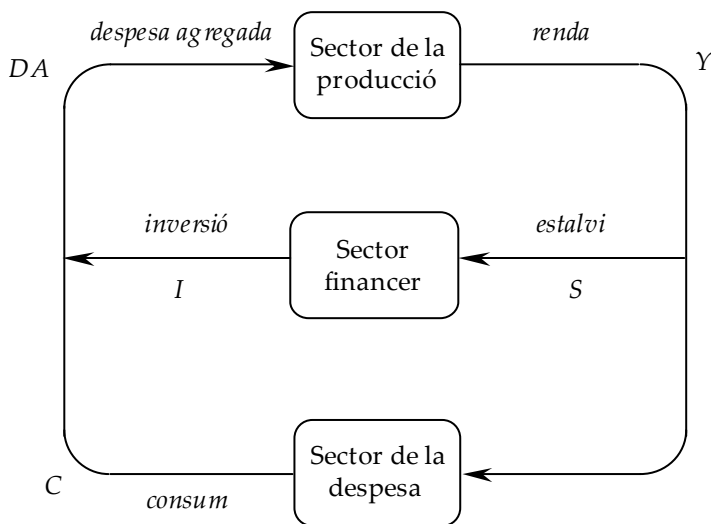 despesa agregada
Sector de la
producció
renda
DA
Y
inversió
Sector
financer
estalvi
I
S
Sector de la
despesa
C
consum